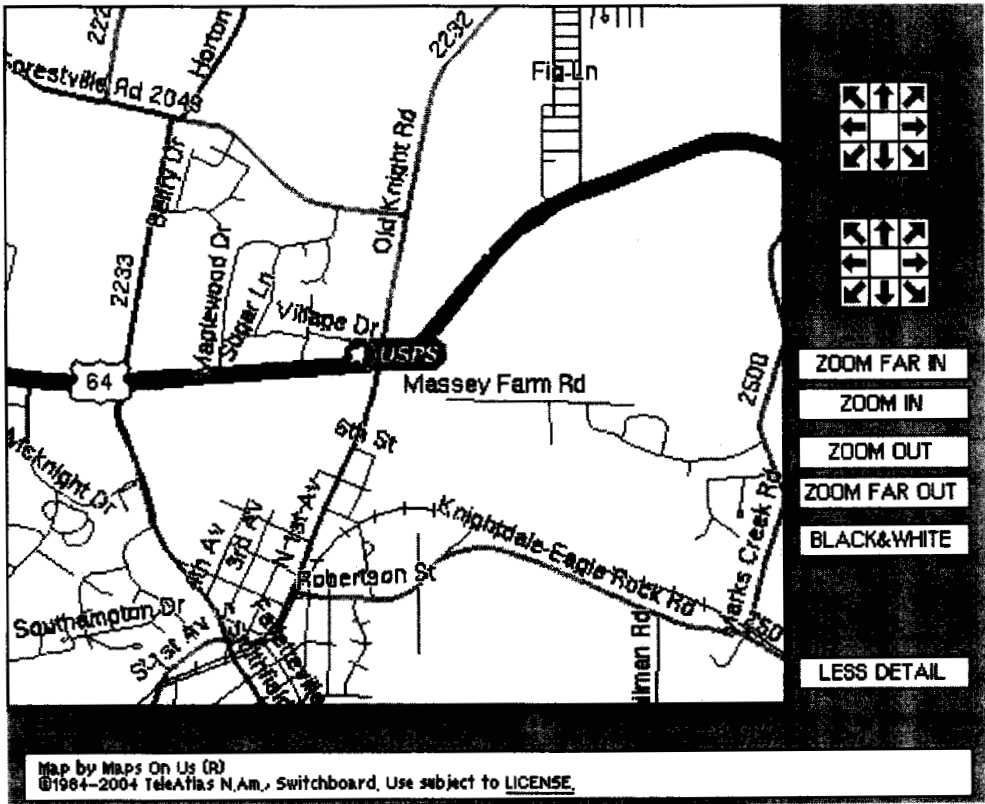 2232
Horton
Fig Ln
Forestville Rd 2049
Old Knight Rd
2233
Maplewood Dr
Sugar Ln
Village Dr
USPS
64
Massey Farm Rd
2500
ZOOM FAR IN
ZOOM IN
ZOOM OUT
ZOOM FAR OUT
BLACK&WHITE
6th St
Mcknight Dr
N 1st Av
3rd Av
4th Av
Knightdale-Eagle Rock Rd
Marks Creek Rd
Robertson St
Southampton Dr
S 1st Av
250
LESS DETAIL
Map by Maps On Us (R)
©1984-2004 TeleAtlas N.Am., Switchboard. Use subject to LICENSE.